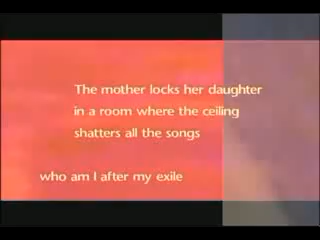 The mother locks her daughter
in a room where the ceiling
shatters all the songs
who am I after my exile